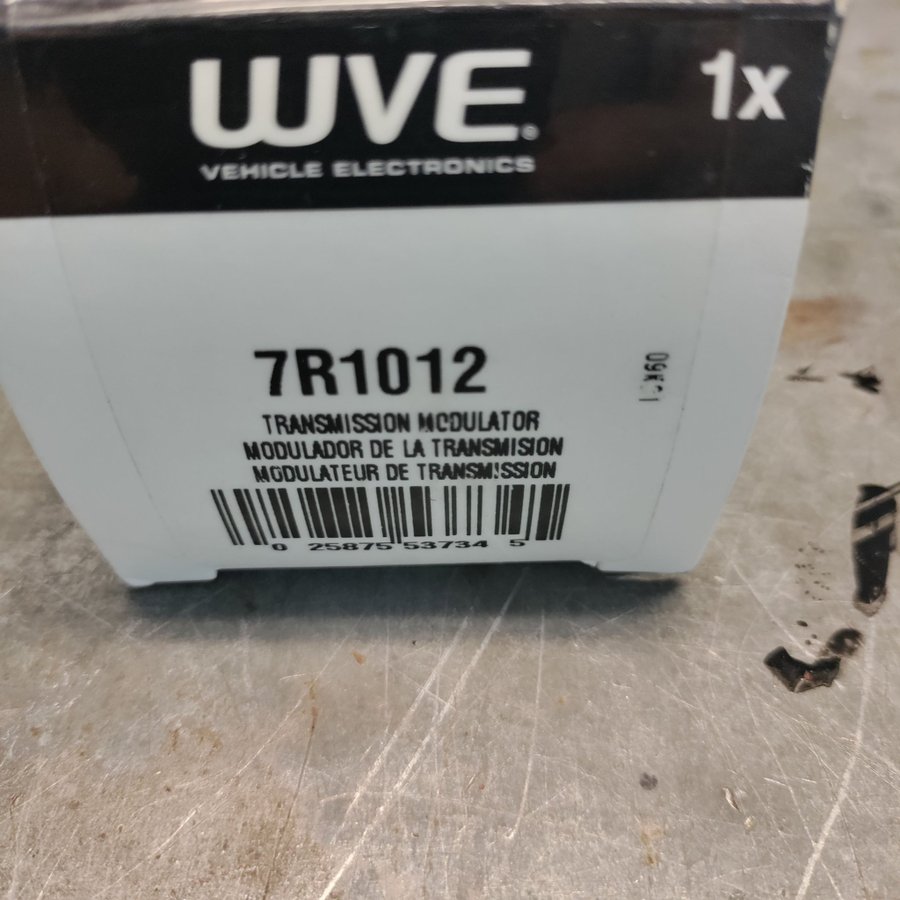 WVE®
1x
VEHICLE ELECTRONICS
7R1012
TRANSMISSION MODULATOR
MODULADOR DE LA TRANSMISION
MODULATEUR DE TRANSMISSION
0 25875 53734 5